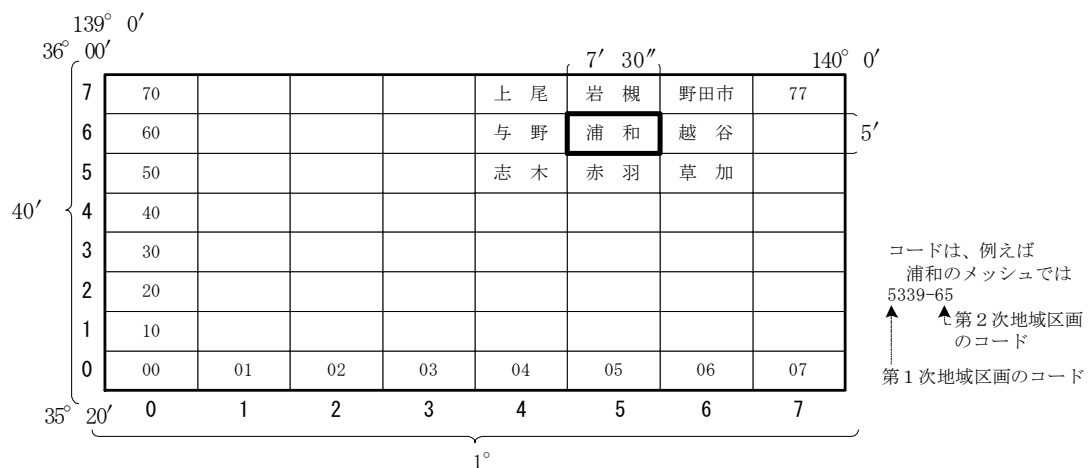 139° 0′
36° 00′
7′ 30″
140° 0′
7 70 上 尾 岩 槻 野田市 77
6 60 与 野 浦 和 越 谷 5′
5 50 志 木 赤 羽 草 加
40′ 4 40
3 30
2 20
1 10
0 00 01 02 03 04 05 06 07
35° 20′ 0 1 2 3 4 5 6 7
1°
コードは、例えば
浦和のメッシュでは
5339-65
第2次地域区画
のコード
第1次地域区画のコード